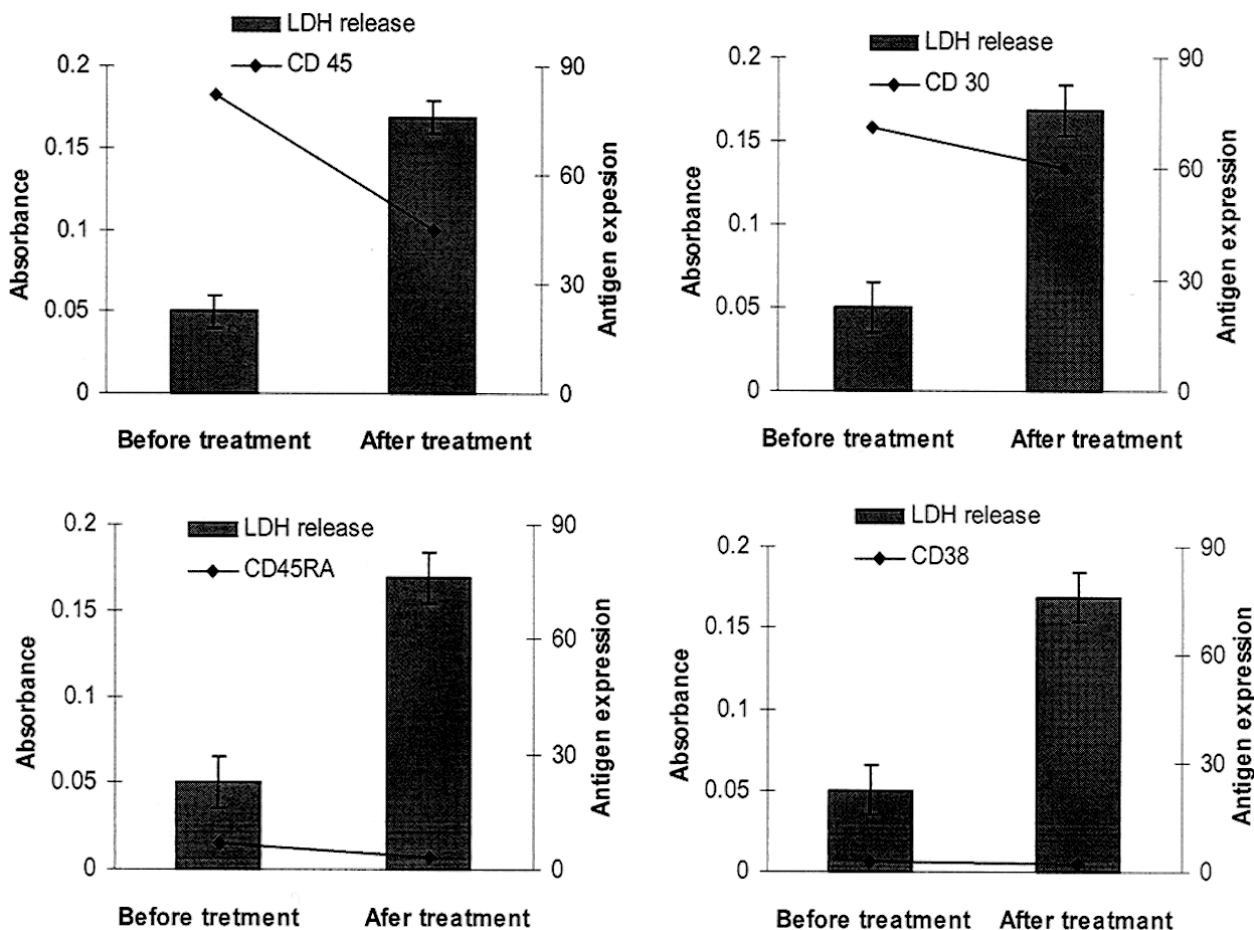 LDH release
CD 45
0.2
0.15
0.1
0.05
0
Absorbance
90
60
30
0
Antigen expesion
Before treatment After treatment
LDH release
CD 30
0.2
0.15
0.1
0.05
0
Absorbance
90
60
30
0
Antigen expression
Before treatment After treatment
LDH release
CD45RA
0.2
0.15
0.1
0.05
0
Absorbance
90
60
30
0
Antigen expression
Before tretment Afer treatment
LDH release
CD38
0.2
0.15
0.1
0.05
0
Absorbance
90
60
30
0
Antigen expression
Before treatment After treatmant